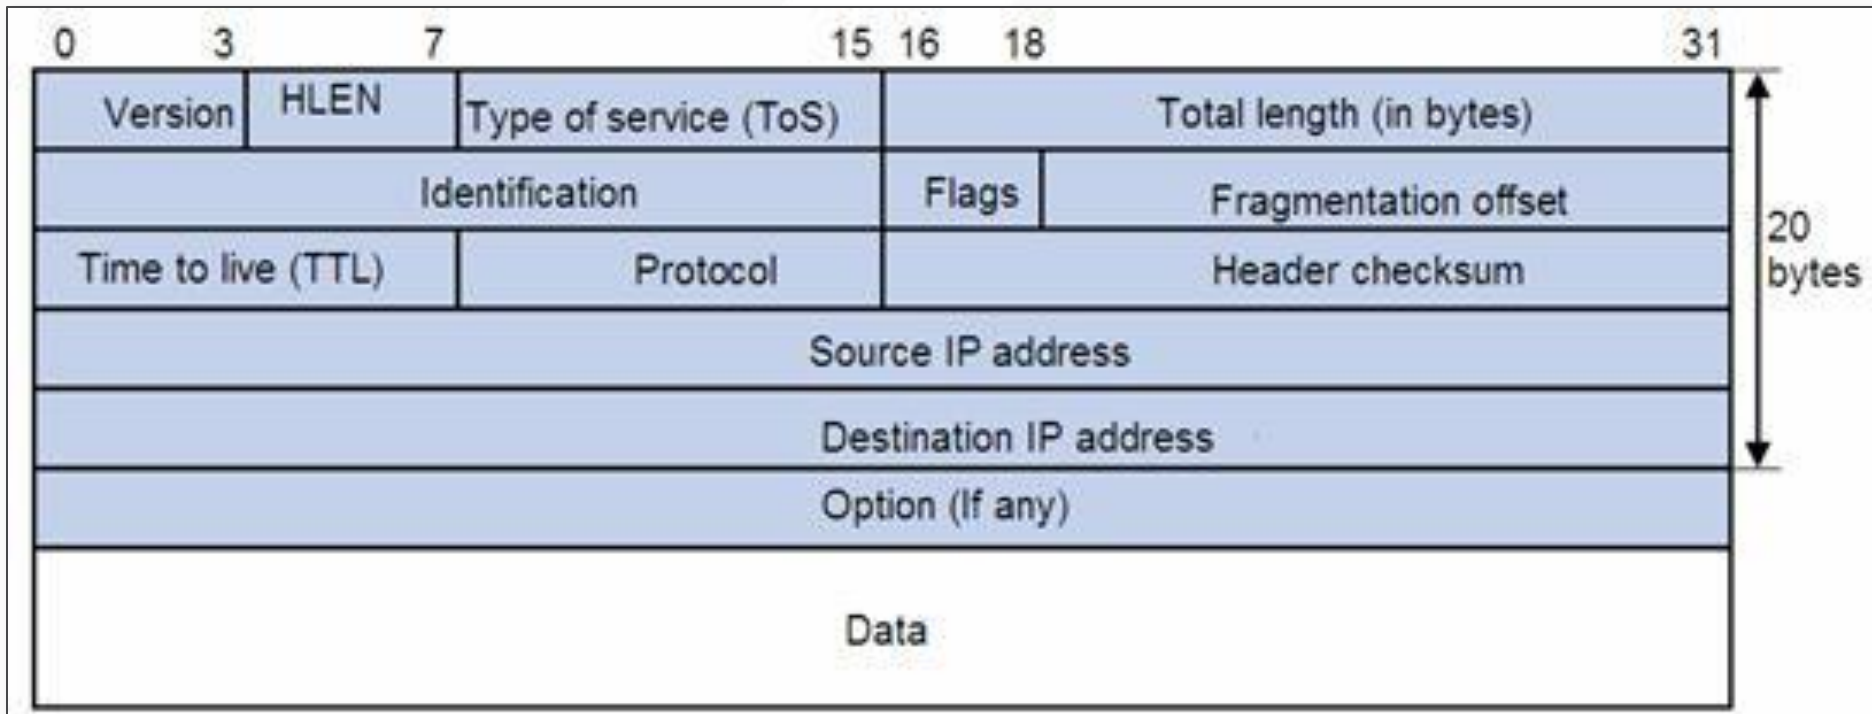 0 3 7 15 16 18 31
Version HLEN Type of service (ToS) Total length (in bytes)
Identification Flags Fragmentation offset
20
Time to live (TTL) Protocol Header checksum
bytes
Source IP address
Destination IP address
Option (If any)
Data